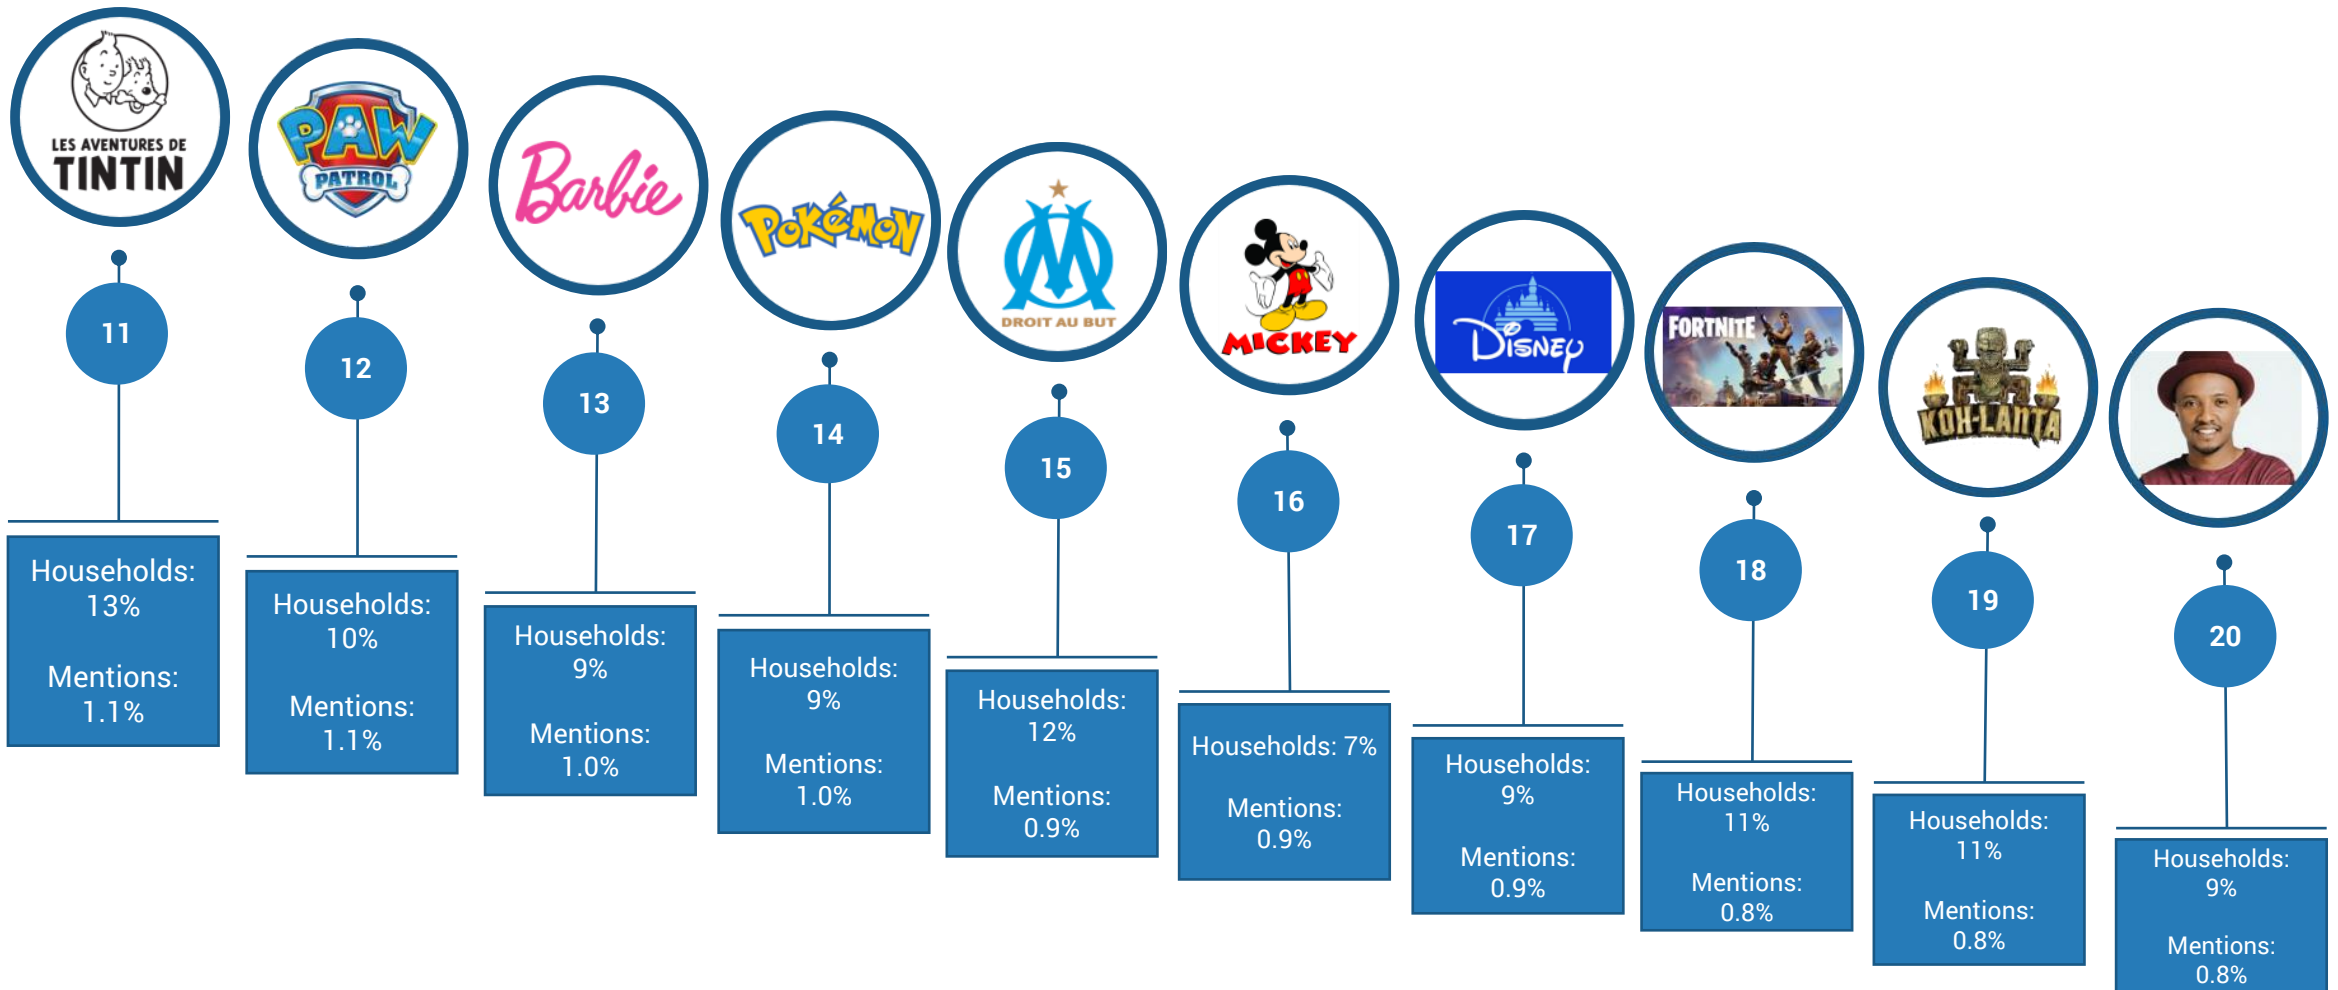 LES AVENTURES DE
TINTIN
11
Households:
13%
Mentions:
1.1%
PAW
PATROL
12
Households:
10%
Mentions:
1.1%
Barbie
13
Households:
9%
Mentions:
1.0%
POKéMON
14
Households:
9%
Mentions:
1.0%
M
DROIT AU BUT
15
Households:
12%
Mentions:
0.9%
MICKEY
16
Households: 7%
Mentions:
0.9%
DISNEY
17
Households:
9%
Mentions:
0.9%
FORTNITE
18
Households:
11%
Mentions:
0.8%
KOH-LANTA
19
Households:
11%
Mentions:
0.8%
20
Households:
9%
Mentions:
0.8%